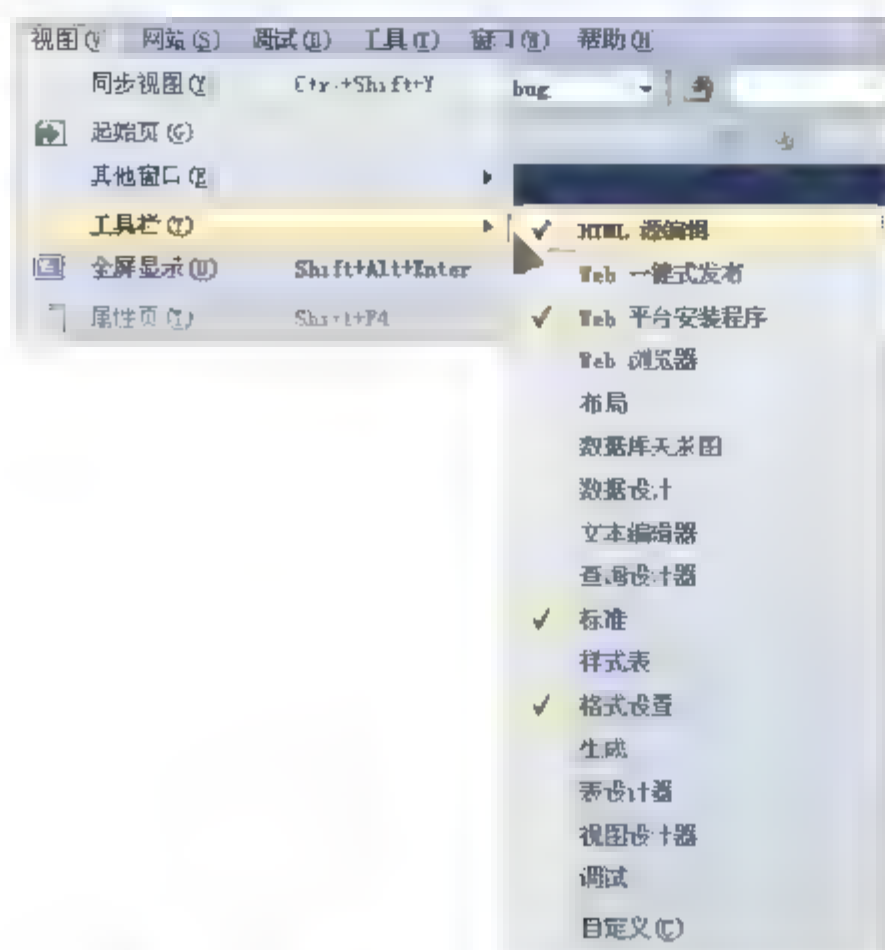 视图(V) 网站(S) 调试(D) 工具(T) 窗口(W) 帮助(H)
同步视图(Y) Ctrl+Shift+Y
bug
起始页(G)
其他窗口(E)
工具栏(T)
全屏显示(U) Shift+Alt+Enter
属性页(I) Shift+F4
HTML 源编辑
Web 一键式发布
Web 平台安装程序
Web 浏览器
布局
数据库关系图
数据设计
文本编辑器
查询设计器
标准
样式表
格式设置
生成
表设计器
视图设计器
调试
自定义(C)